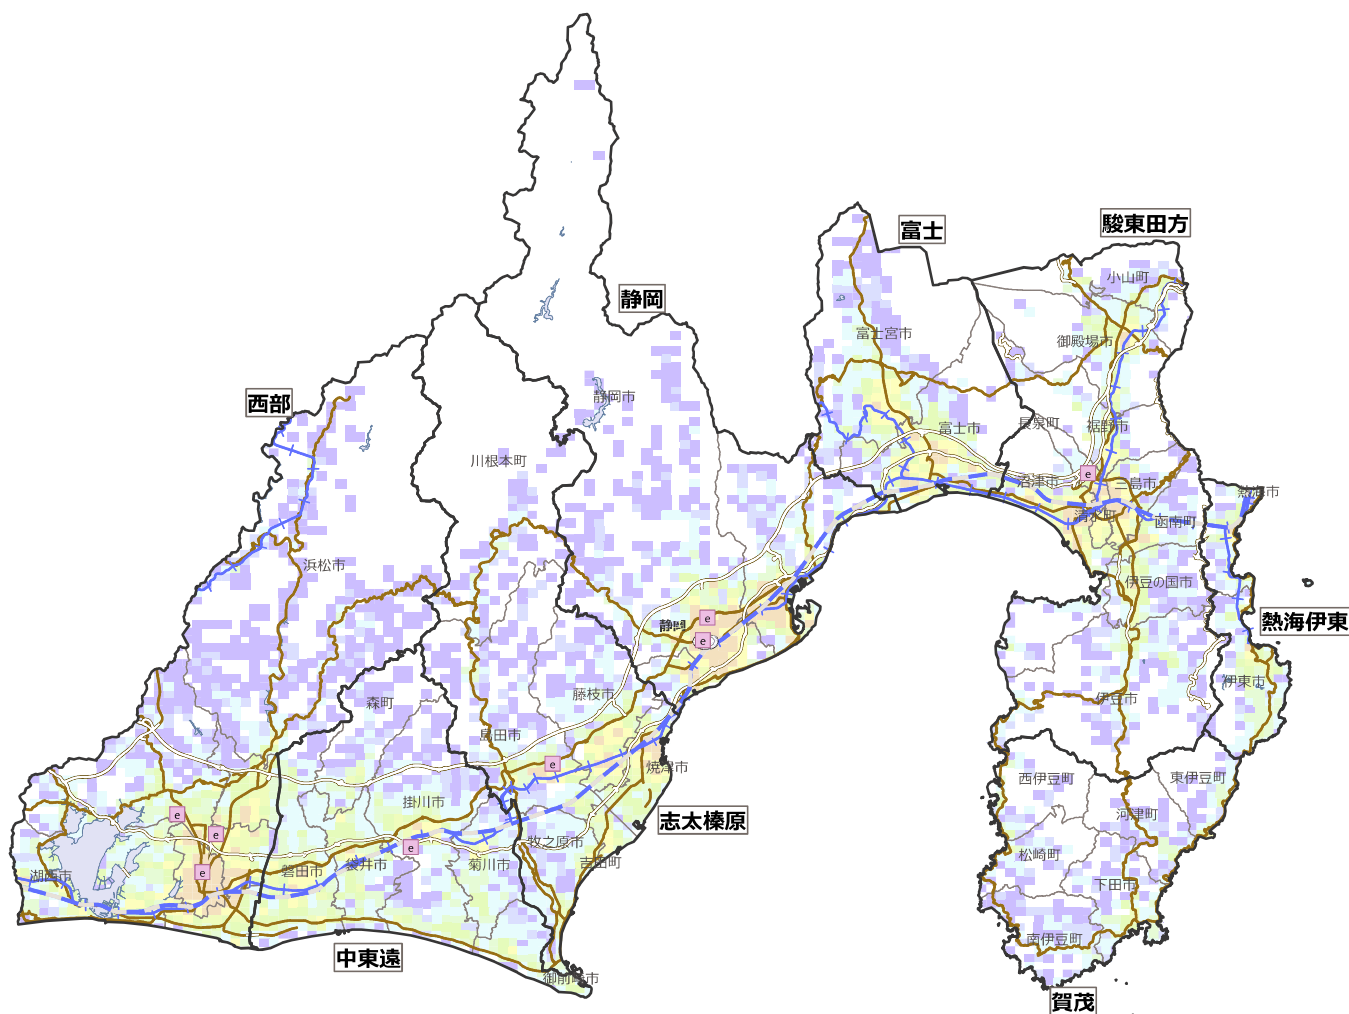 駿東田方
富士
小山町
静岡
富士宮市
御殿場市
西部
静岡市
長泉町
裾野市
富士市
川根本町
e
沼津市
三島市
熱海市
清水町
函南町
浜松市
伊豆の国市
e
静岡
e
熱海伊東
伊東市
藤枝市
伊豆市
森町
島田市
e
焼津市
西伊豆町
東伊豆町
掛川市
e
河津町
志太榛原
e
牧之原市
e
松崎町
袋井市
菊川市
吉田町
磐田市
e
湖西市
下田市
南伊豆町
中東遠
御前崎市
賀茂